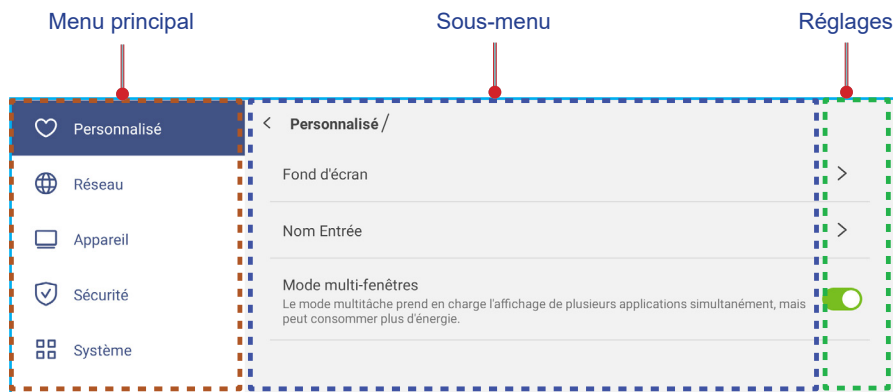 Menu principal
Sous-menu
Réglages
Personnalisé
Réseau
Appareil
Sécurité
Système
< Personnalisé /
Fond d'écran
Nom Entrée
Mode multi-fenêtres
Le mode multitâche prend en charge l'affichage de plusieurs applications simultanément, mais
peut consommer plus d'énergie.